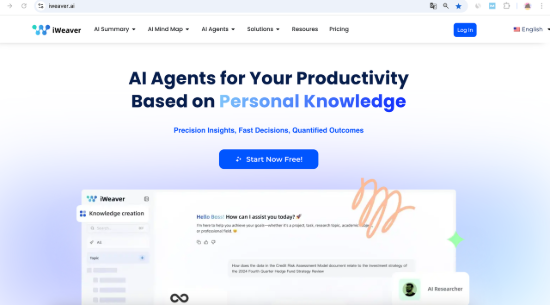 iweaver.ai
iWeaver
AI Summary
AI Mind Map
AI Agents
Solutions
Resoures
Pricing
Log in
English
AI Agents for Your Productivity
Based on Personal Knowledge
Precision Insights, Fast Decisions, Quantified Outcomes
Start Now Free!
iWeaver
Knowledge creation
Hello Boss! How can I assist you today?
I'm here to help you achieve your goals—whether it's a project, task, research topic, academic
or professional field.
How does the data in the Credit Risk Assessment Model document relate to the investment strategy of
the 2024 Fourth Quarter Hedge Fund Strategy Review
AI Researcher